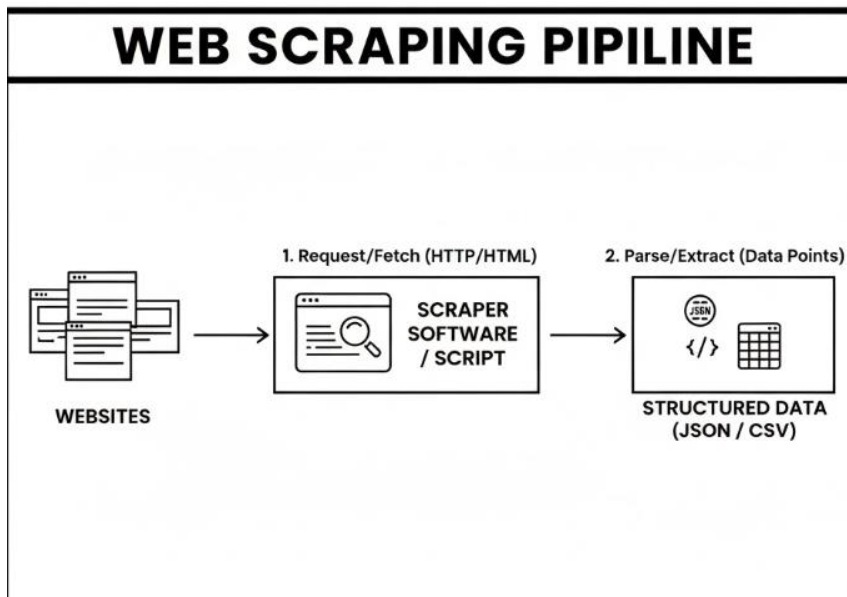 WEB SCRAPING PIPILINE
1. Request/Fetch (HTTP/HTML)
2. Parse/Extract (Data Points)
SCRAPER
SOFTWARE
/ SCRIPT
JSGN
</>
WEBSITES
STRUCTURED DATA
(JSON / CSV)